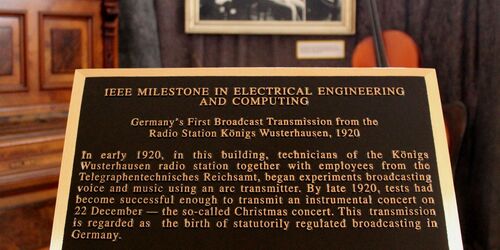 IEEE MILESTONE IN ELECTRICAL ENGINEERING
AND COMPUTING
Germany's First Broadcast Transmission from the
Radio Station Königs Wusterhausen, 1920
In early 1920, in this building, technicians of the Königs
Wusterhausen radio station together with employees from the
Telegraphentechnisches Reichsamt, began experiments broadcasting
voice and music using an arc transmitter. By late 1920, tests had
become successful enough to transmit an instrumental concert on
22 December — the so-called Christmas concert. This transmission
is regarded as the birth of statutorily regulated broadcasting in
Germany.